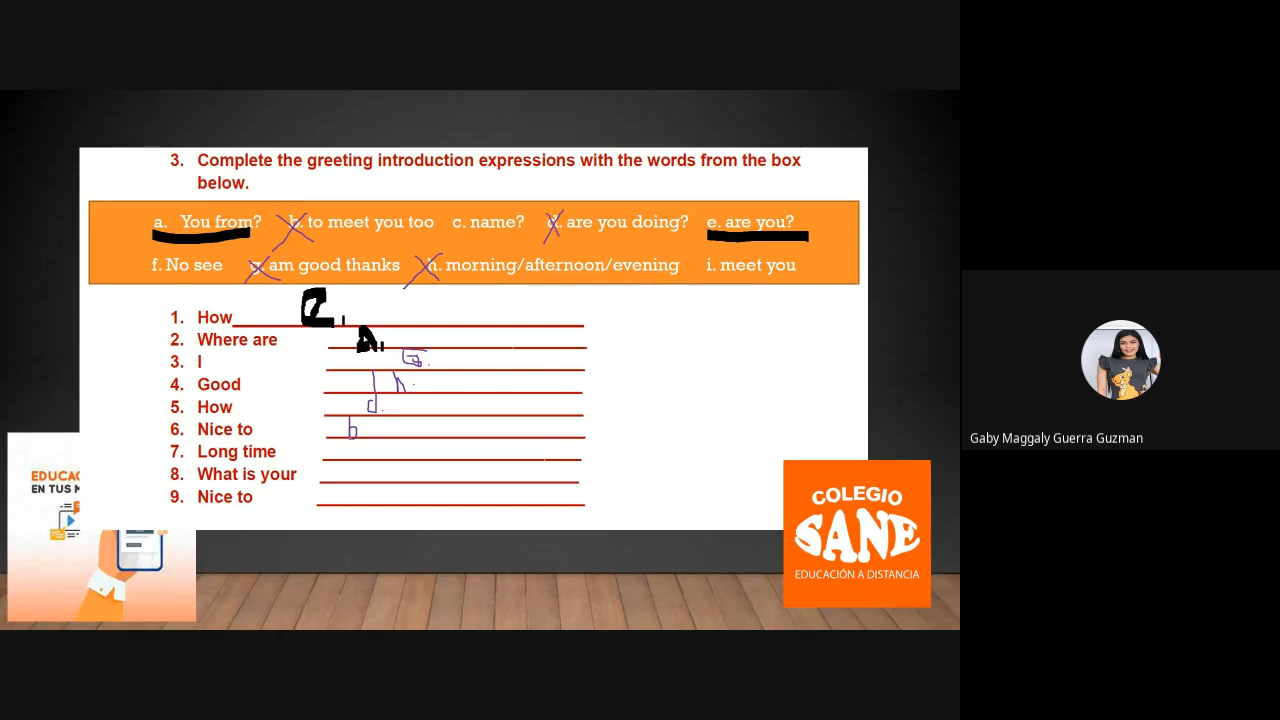 3. Complete the greeting introduction expressions with the words from the box
below.
a. You from? b. to meet you too c. name? d. are you doing? e. are you?
f. No see g. am good thanks h. morning/afternoon/evening i. meet you
1. How
2. Where are a.
3. I
4. Good h.
5. How d.
6. Nice to b
7. Long time
8. What is your
9. Nice to
EN TUS M
COLEGIO
SANE
EDUCACIÓN A DISTANCIA
Gaby Maggaly Guerra Guzman